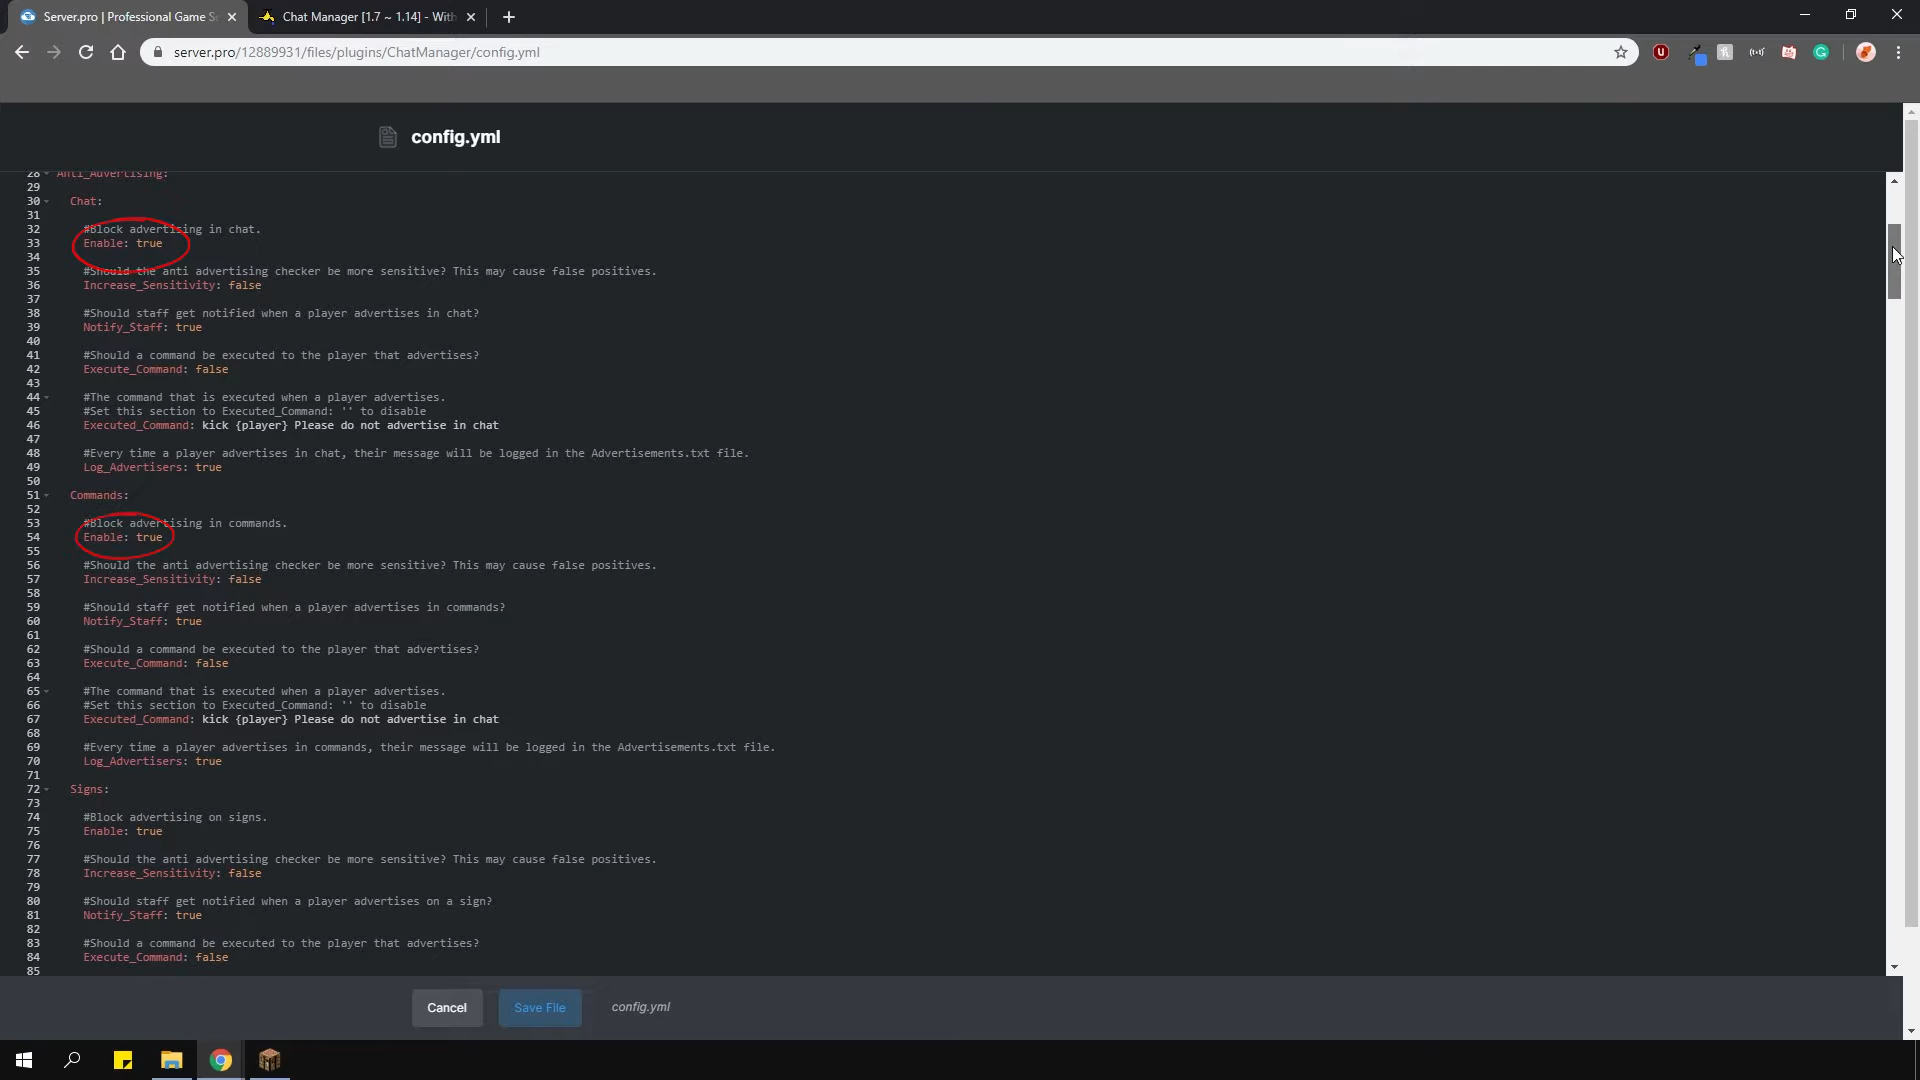 Server.pro | Professional Game S
Chat Manager [1.7 ~ 1.14] - With
server.pro/12889931/files/plugins/ChatManager/config.yml
config.yml
28 Anti_Advertising:
29
30 Chat:
31
32 #Block advertising in chat.
33 Enable: true
34
35 #Should the anti advertising checker be more sensitive? This may cause false positives.
36 Increase_Sensitivity: false
37
38 #Should staff get notified when a player advertises in chat?
39 Notify_Staff: true
40
41 #Should a command be executed to the player that advertises?
42 Execute_Command: false
43
44 #The command that is executed when a player advertises.
45 #Set this section to Executed_Command: '' to disable
46 Executed_Command: kick {player} Please do not advertise in chat
47
48 #Every time a player advertises in chat, their message will be logged in the Advertisements.txt file.
49 Log_Advertisers: true
50
51 Commands:
52
53 #Block advertising in commands.
54 Enable: true
55
56 #Should the anti advertising checker be more sensitive? This may cause false positives.
57 Increase_Sensitivity: false
58
59 #Should staff get notified when a player advertises in commands?
60 Notify_Staff: true
61
62 #Should a command be executed to the player that advertises?
63 Execute_Command: false
64
65 #The command that is executed when a player advertises.
66 #Set this section to Executed_Command: '' to disable
67 Executed_Command: kick {player} Please do not advertise in chat
68
69 #Every time a player advertises in commands, their message will be logged in the Advertisements.txt file.
70 Log_Advertisers: true
71
72 Signs:
73
74 #Block advertising on signs.
75 Enable: true
76
77 #Should the anti advertising checker be more sensitive? This may cause false positives.
78 Increase_Sensitivity: false
79
80 #Should staff get notified when a player advertises on a sign?
81 Notify_Staff: true
82
83 #Should a command be executed to the player that advertises?
84 Execute_Command: false
85
Cancel
Save File
config.yml